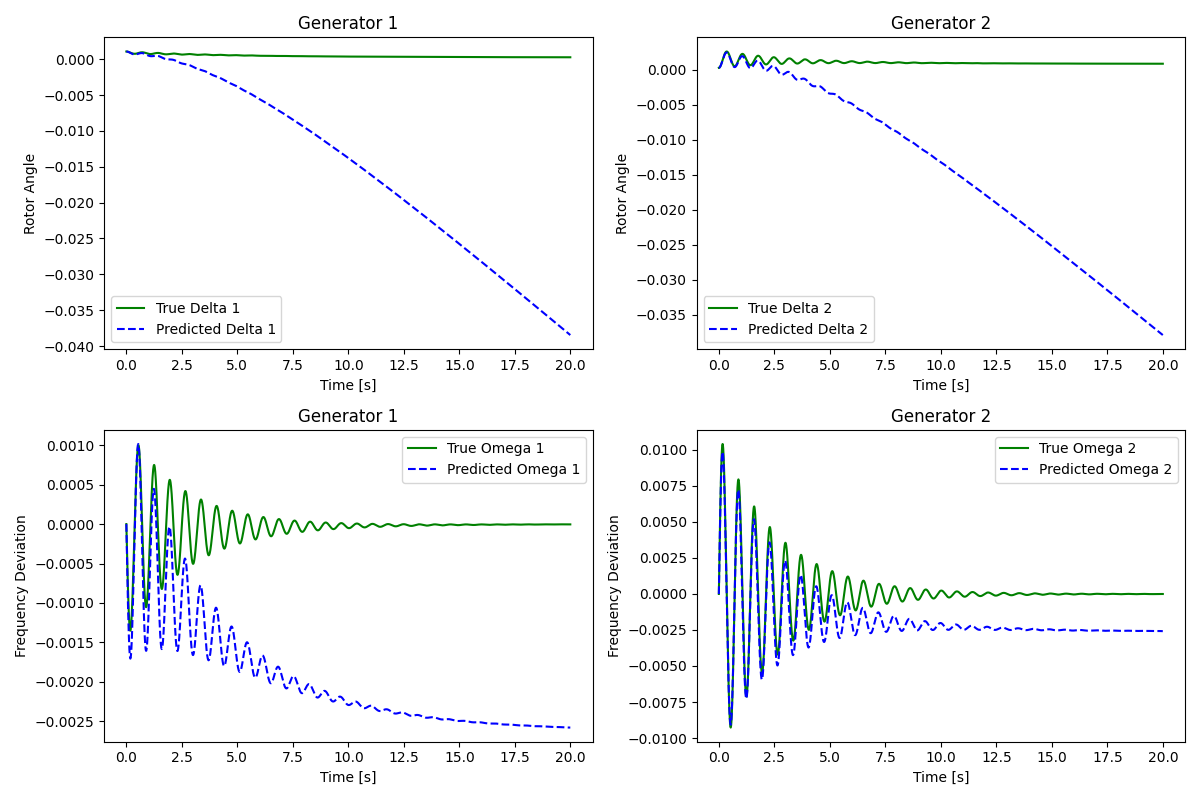 Generator 1
Rotor Angle
0.000
−0.005
−0.010
−0.015
−0.020
−0.025
−0.030
−0.035
−0.040
True Delta 1
Predicted Delta 1
0.0 2.5 5.0 7.5 10.0 12.5 15.0 17.5 20.0
Time [s]
Generator 2
Rotor Angle
0.000
−0.005
−0.010
−0.015
−0.020
−0.025
−0.030
−0.035
True Delta 2
Predicted Delta 2
0.0 2.5 5.0 7.5 10.0 12.5 15.0 17.5 20.0
Time [s]
Generator 1
Frequency Deviation
0.0010
0.0005
0.0000
−0.0005
−0.0010
−0.0015
−0.0020
−0.0025
True Omega 1
Predicted Omega 1
0.0 2.5 5.0 7.5 10.0 12.5 15.0 17.5 20.0
Time [s]
Generator 2
Frequency Deviation
0.0100
0.0075
0.0050
0.0025
0.0000
−0.0025
−0.0050
−0.0075
−0.0100
True Omega 2
Predicted Omega 2
0.0 2.5 5.0 7.5 10.0 12.5 15.0 17.5 20.0
Time [s]